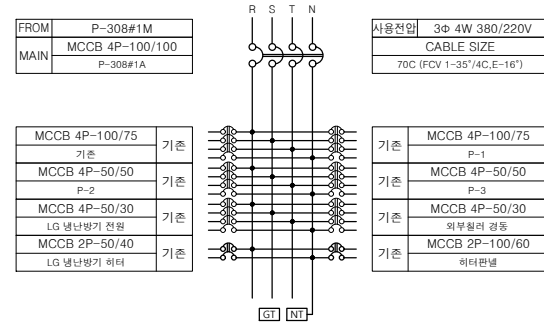 R S T N
FROM P-308#1M
MAIN MCCB 4P-100/100
P-308#1A
사용전압 3Φ 4W 380/220V
CABLE SIZE
70C (FCV 1-35°/4C,E-16°)
MCCB 4P-100/75 기존
기존
MCCB 4P-50/50 기존
P-2
MCCB 4P-50/30 기존
LG 냉난방기 전원
MCCB 2P-50/40 기존
LG 냉난방기 히터
기존 MCCB 4P-100/75
P-1
기존 MCCB 4P-50/50
P-3
기존 MCCB 4P-50/30
외부칠러 경동
기존 MCCB 2P-100/60
히터판넬
GT NT